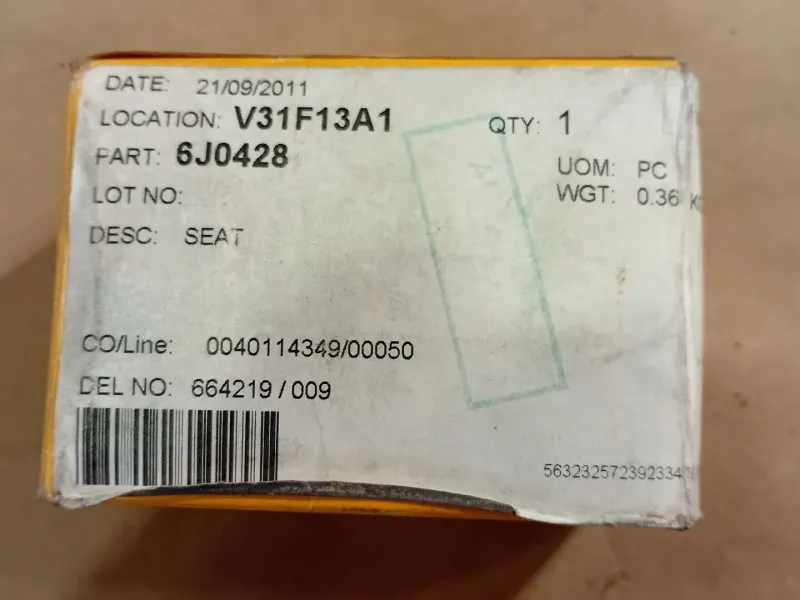 DATE: 21/09/2011
LOCATION: V31F13A1 QTY: 1
PART: 6J0428
UOM: PC
LOT NO: WGT: 0.36
DESC: SEAT
CO/Line: 0040114349/00050
DEL NO: 664219 / 009
563232572392334